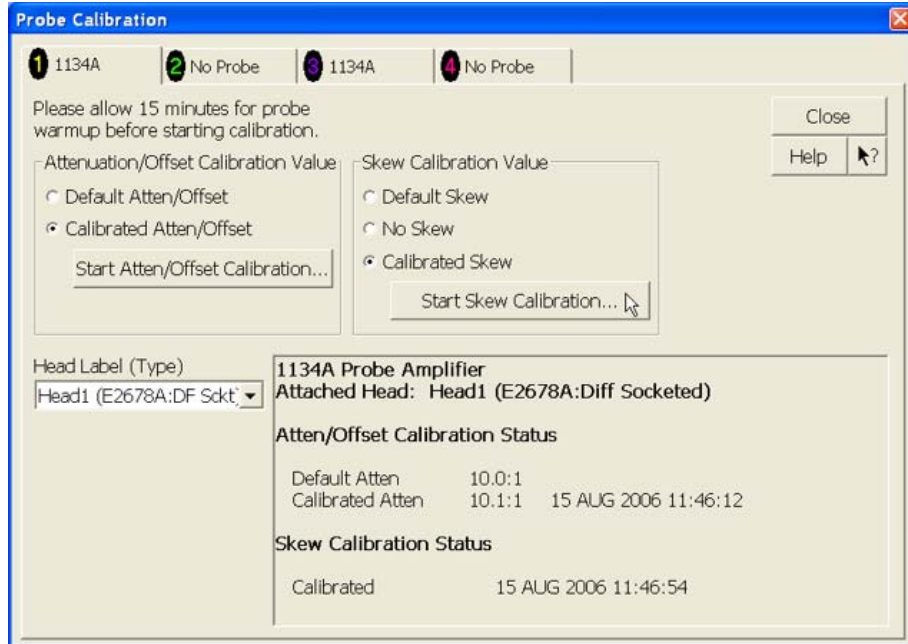 Probe Calibration
1 1134A
2 No Probe
3 1134A
4 No Probe
Please allow 15 minutes for probe
warmup before starting calibration.
Close
Help ?
Attenuation/Offset Calibration Value
Default Atten/Offset
Calibrated Atten/Offset
Start Atten/Offset Calibration...
Skew Calibration Value
Default Skew
No Skew
Calibrated Skew
Start Skew Calibration...
Head Label (Type)
Head1 (E2678A:DF Sckt)
1134A Probe Amplifier
Attached Head: Head1 (E2678A:Diff Socketed)
Atten/Offset Calibration Status
Default Atten 10.0:1
Calibrated Atten 10.1:1 15 AUG 2006 11:46:12
Skew Calibration Status
Calibrated 15 AUG 2006 11:46:54